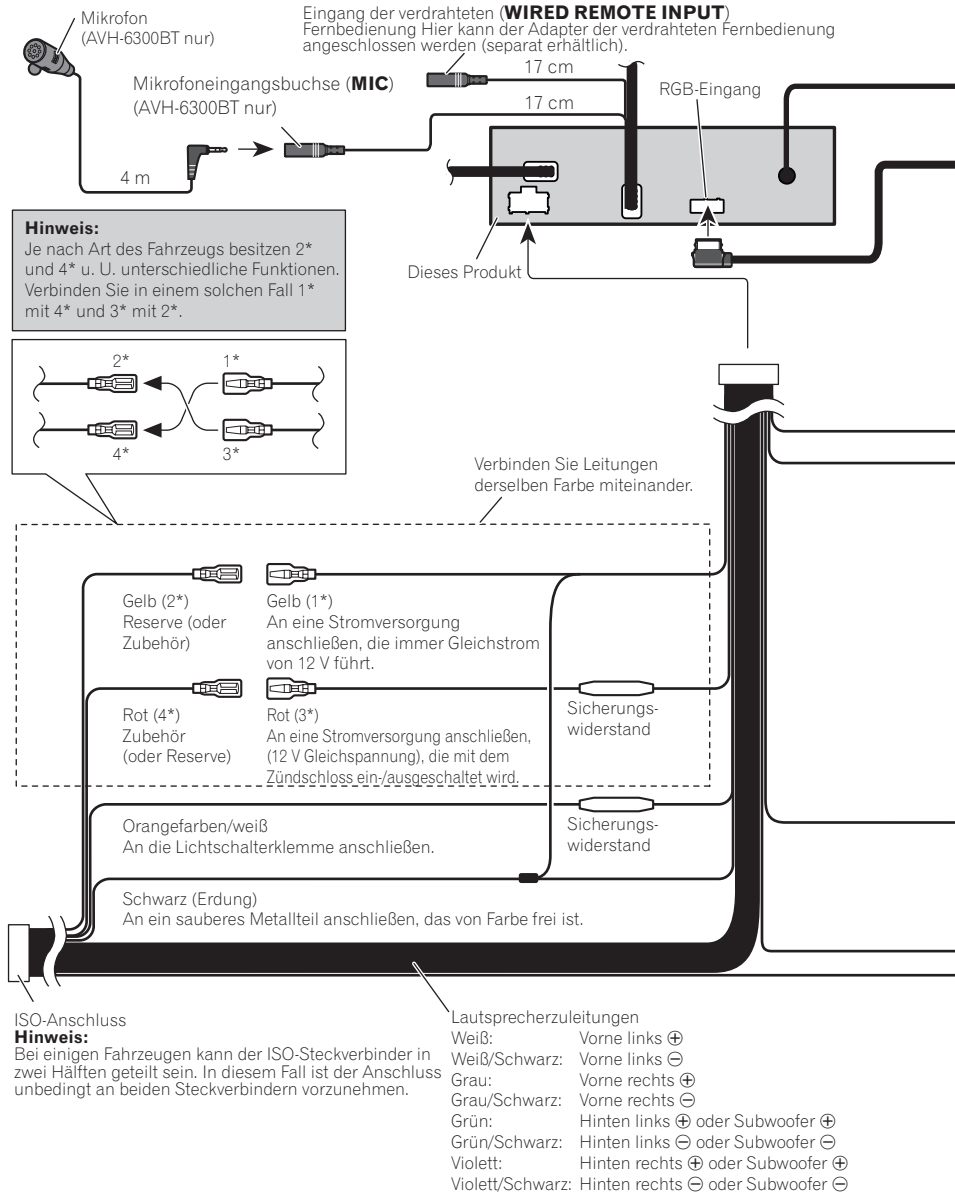 Mikrofon
(AVH-6300BT nur)
Eingang der verdrahteten (WIRED REMOTE INPUT)
Fernbedienung Hier kann der Adapter der verdrahteten Fernbedienung
angeschlossen werden (separat erhältlich).
17 cm
Mikrofoneingangsbuchse (MIC)
(AVH-6300BT nur)
17 cm
RGB-Eingang
4 m
Hinweis:
Je nach Art des Fahrzeugs besitzen 2*
und 4* u. U. unterschiedliche Funktionen.
Verbinden Sie in einem solchen Fall 1*
mit 4* und 3* mit 2*.
Dieses Produkt
2*
1*
4*
3*
Verbinden Sie Leitungen
derselben Farbe miteinander.
Gelb (2*)
Reserve (oder
Zubehör)
Gelb (1*)
An eine Stromversorgung
anschließen, die immer Gleichstrom
von 12 V führt.
Rot (4*)
Zubehör
(oder Reserve)
Rot (3*)
An eine Stromversorgung anschließen,
(12 V Gleichspannung), die mit dem
Zündschloss ein-/ausgeschaltet wird.
Sicherungs-
widerstand
Orangefarben/weiß
An die Lichtschalterklemme anschließen.
Sicherungs-
widerstand
Schwarz (Erdung)
An ein sauberes Metallteil anschließen, das von Farbe frei ist.
ISO-Anschluss
Hinweis:
Bei einigen Fahrzeugen kann der ISO-Steckverbinder in
zwei Hälften geteilt sein. In diesem Fall ist der Anschluss
unbedingt an beiden Steckverbindern vorzunehmen.
Lautsprecherzuleitungen
Weiß: Vorne links ⊕
Weiß/Schwarz: Vorne links ⊖
Grau: Vorne rechts ⊕
Grau/Schwarz: Vorne rechts ⊖
Grün: Hinten links ⊕ oder Subwoofer ⊕
Grün/Schwarz: Hinten links ⊖ oder Subwoofer ⊖
Violett: Hinten rechts ⊕ oder Subwoofer ⊕
Violett/Schwarz: Hinten rechts ⊖ oder Subwoofer ⊖